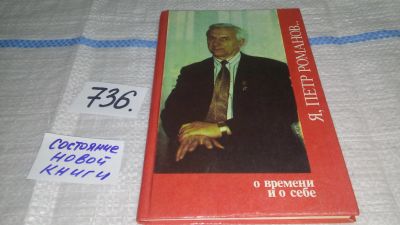 736.
состояние
новой
книги
Я, ПЕТР РОМАНОВ...
о времени
и о себе